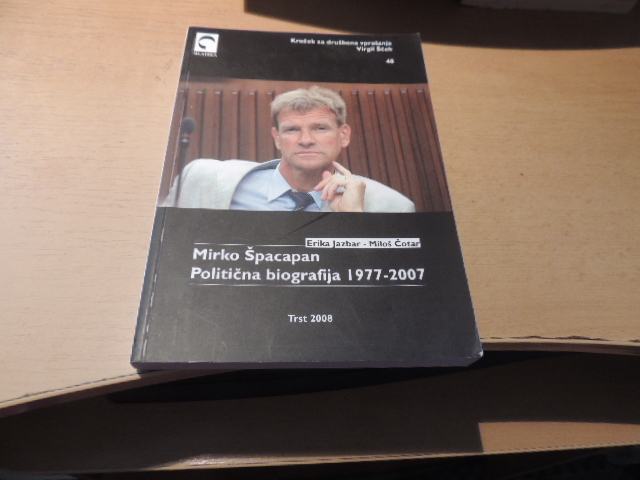 Krožek za družbena vprašanja
Virgil Šček
48
Erika Jazbar - Miloš Čotar
Mirko Špacapan
Politična biografija 1977-2007
Trst 2008